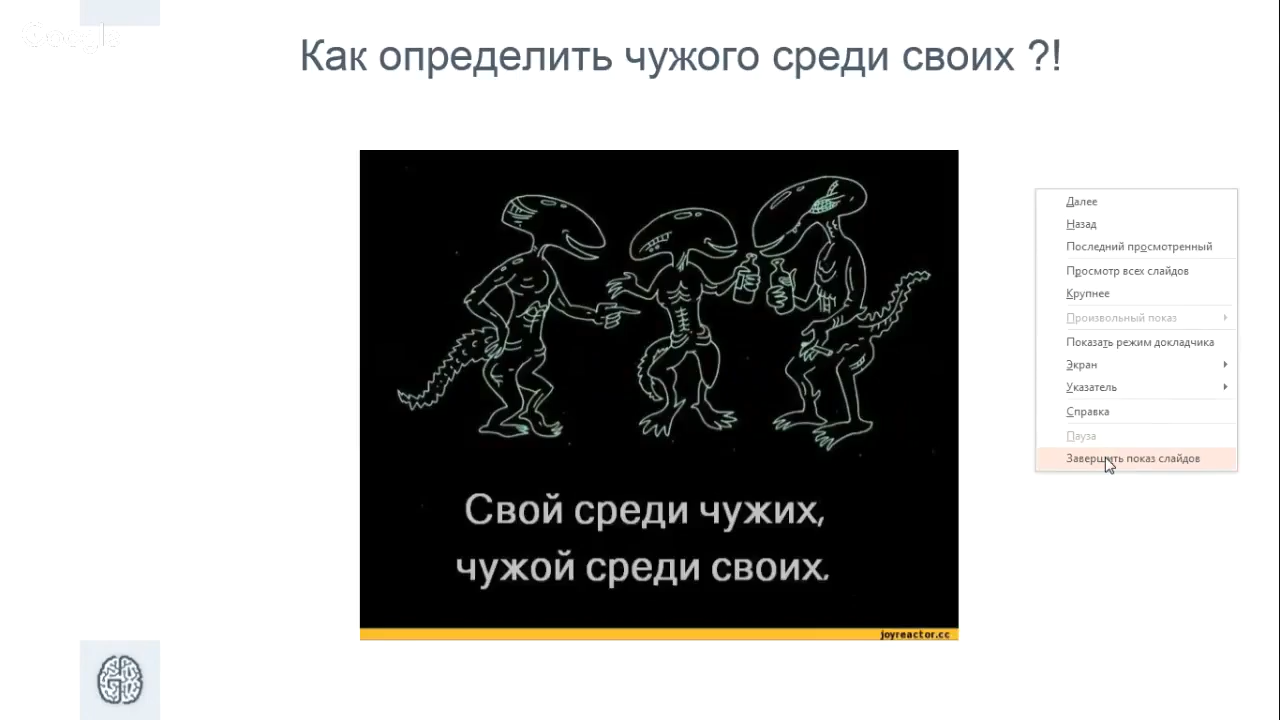 Google
Как определить чужого среди своих ?!
Свой среди чужих,
чужой среди своих.
joyreactor.cc
Далее
Назад
Последний просмотренный
Просмотр всех слайдов
Крупнее
Произвольный показ
Показать режим докладчика
Экран
Указатель
Справка
Пауза
Завершить показ слайдов